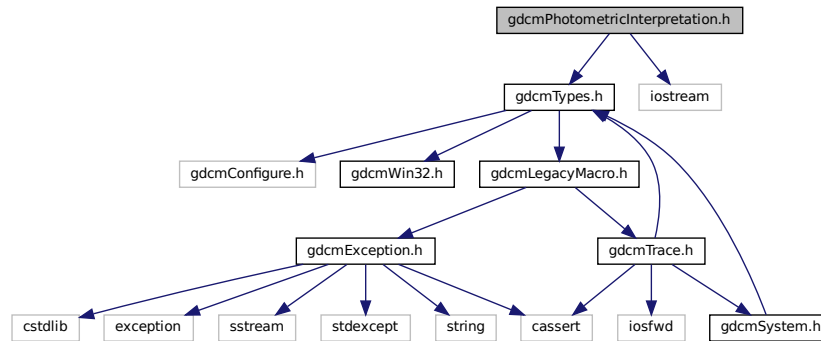 gdcmPhotometricInterpretation.h
gdcmTypes.h
iostream
gdcmConfigure.h
gdcmWin32.h
gdcmLegacyMacro.h
gdcmException.h
gdcmTrace.h
cstdlib
exception
sstream
stdexcept
string
cassert
iosfwd
gdcmSystem.h